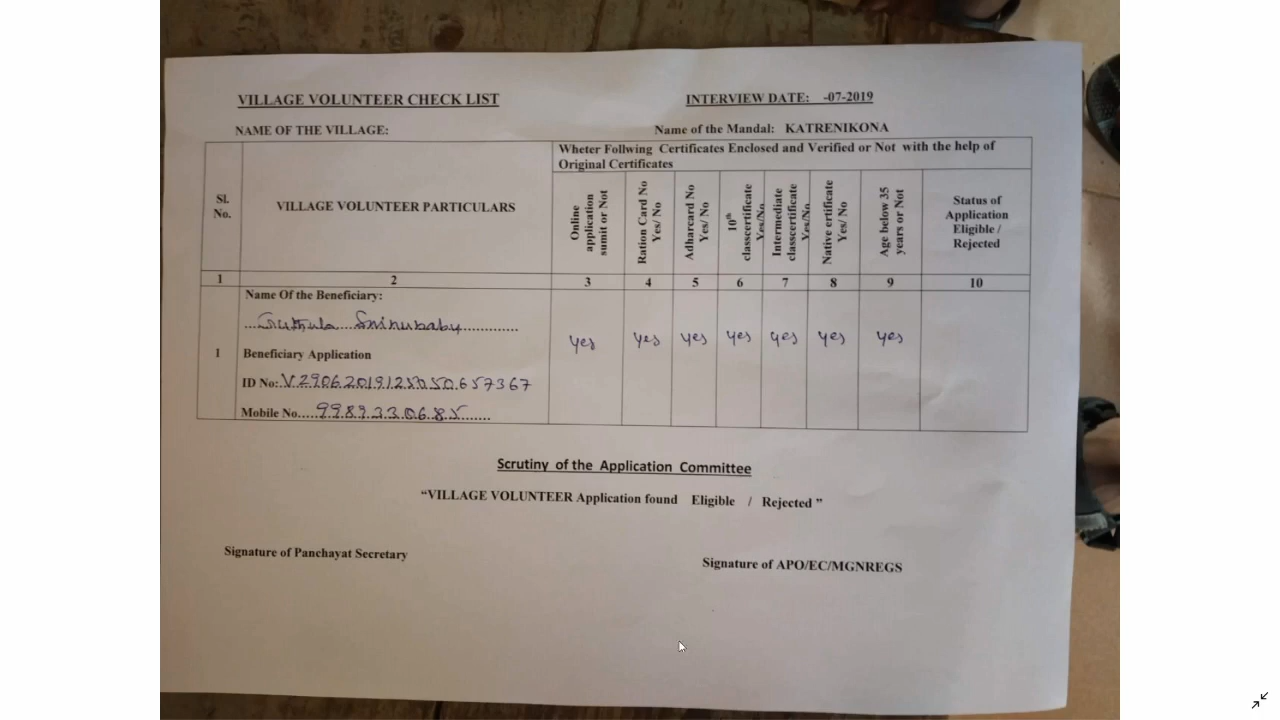 VILLAGE VOLUNTEER CHECK LIST
INTERVIEW DATE: -07-2019
NAME OF THE VILLAGE:
Name of the Mandal: KATRENIKONA
Sl. No.
VILLAGE VOLUNTEER PARTICULARS
Wheter Follwing Certificates Enclosed and Verified or Not with the help of
Original Certificates
Online
application
sumit or Not
Ration Card No
Yes/ No
Adharcard No
Yes/ No
10th
classcertificate
Yes/No
Intermediate
classcertificate
Yes/No
Native ertificate
Yes/ No
Age below 35
years or Not
Status of
Application
Eligible /
Rejected
1 2 3 4 5 6 7 8 9 10
Name Of the Beneficiary:
yes yes yes yes yes yes yes
1
Beneficiary Application
ID No:
Mobile No.....
Scrutiny of the Application Committee
“VILLAGE VOLUNTEER Application found Eligible / Rejected ”
Signature of Panchayat Secretary
Signature of APO/EC/MGNREGS